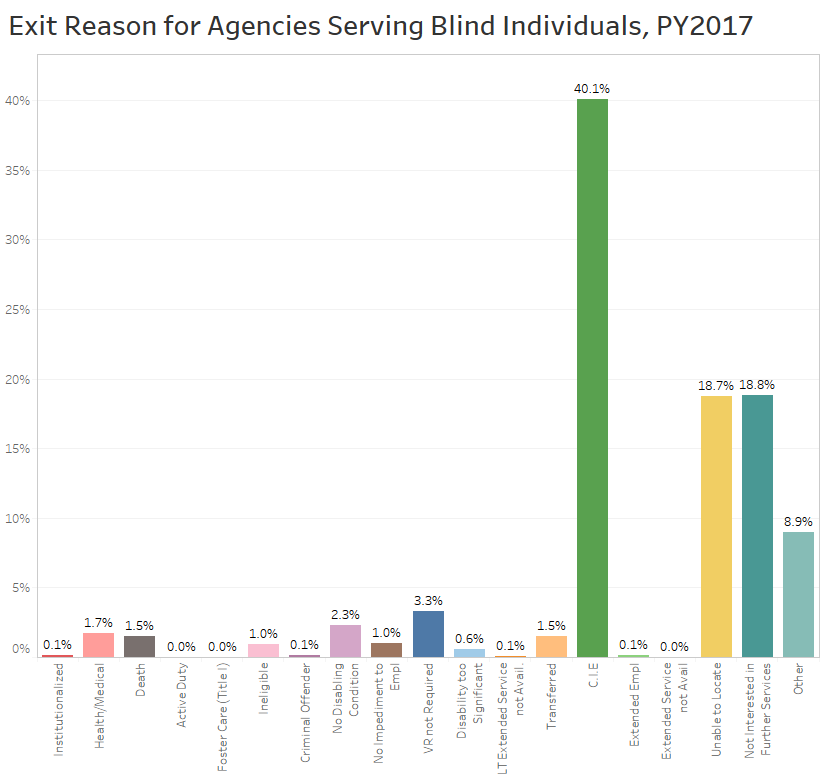 Exit Reason for Agencies Serving Blind Individuals, PY2017
40%
35%
30%
25%
20%
15%
10%
5%
0%
0.1%
1.7%
1.5%
0.0%
0.0%
1.0%
0.1%
2.3%
1.0%
3.3%
0.6%
0.1%
1.5%
40.1%
0.1%
0.0%
18.7%
18.8%
8.9%
Institutionalized
Health/Medical
Death
Active Duty
Foster Care (Title I)
Ineligible
Criminal Offender
No Disabling
Condition
No Impediment to
Empl
VR not Required
Disability too
Significant
LT Extended Service
not Avail.
Transferred
C.I.E
Extended Empl
Extended Service
not Avail
Unable to Locate
Not Interested in
Further Services
Other